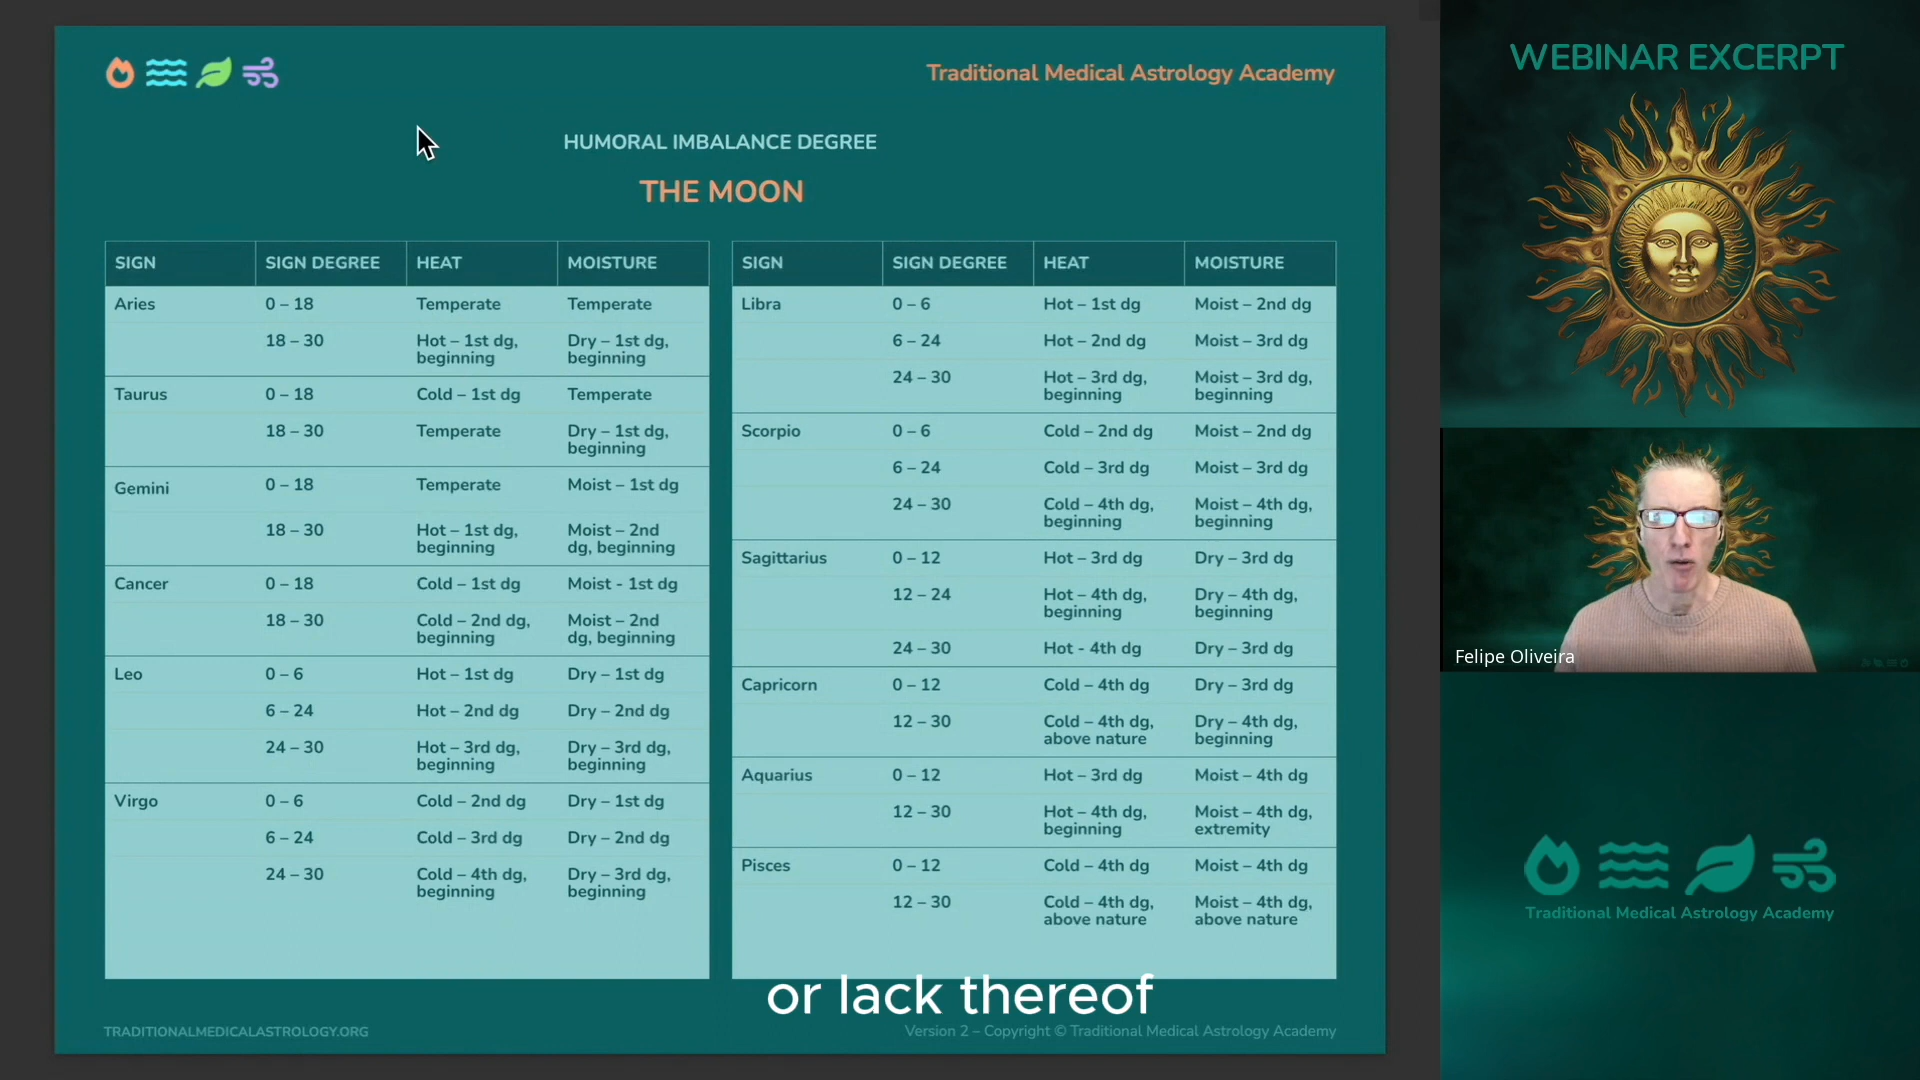 Traditional Medical Astrology Academy
HUMORAL IMBALANCE DEGREE
THE MOON
SIGN SIGN DEGREE HEAT MOISTURE
Aries 0 – 18 Temperate Temperate
18 – 30 Hot – 1st dg, beginning Dry – 1st dg, beginning
Taurus 0 – 18 Cold – 1st dg Temperate
18 – 30 Temperate Dry – 1st dg, beginning
Gemini 0 – 18 Temperate Moist – 1st dg
18 – 30 Hot – 1st dg, beginning Moist – 2nd dg, beginning
Cancer 0 – 18 Cold – 1st dg Moist - 1st dg
18 – 30 Cold – 2nd dg, beginning Moist – 2nd dg, beginning
Leo 0 – 6 Hot – 1st dg Dry – 1st dg
6 – 24 Hot – 2nd dg Dry – 2nd dg
24 – 30 Hot – 3rd dg, beginning Dry – 3rd dg, beginning
Virgo 0 – 6 Cold – 2nd dg Dry – 1st dg
6 – 24 Cold – 3rd dg Dry – 2nd dg
24 – 30 Cold – 4th dg, beginning Dry – 3rd dg, beginning
SIGN SIGN DEGREE HEAT MOISTURE
Libra 0 – 6 Hot – 1st dg Moist – 2nd dg
6 – 24 Hot – 2nd dg Moist – 3rd dg
24 – 30 Hot – 3rd dg, beginning Moist – 3rd dg, beginning
Scorpio 0 – 6 Cold – 2nd dg Moist – 2nd dg
6 – 24 Cold – 3rd dg Moist – 3rd dg
24 – 30 Cold – 4th dg, beginning Moist – 4th dg, beginning
Sagittarius 0 – 12 Hot – 3rd dg Dry – 3rd dg
12 – 24 Hot – 4th dg, beginning Dry – 4th dg, beginning
24 – 30 Hot - 4th dg Dry – 3rd dg
Capricorn 0 – 12 Cold – 4th dg Dry – 3rd dg
12 – 30 Cold – 4th dg, above nature Dry – 4th dg, beginning
Aquarius 0 – 12 Hot – 3rd dg Moist – 4th dg
12 – 30 Hot – 4th dg, beginning Moist – 4th dg, extremity
Pisces 0 – 12 Cold – 4th dg Moist – 4th dg
12 – 30 Cold – 4th dg, above nature Moist – 4th dg, above nature
or lack thereof
TRADITIONALMEDICALASTROLOGY.ORG
Version 2 – Copyright © Traditional Medical Astrology Academy
WEBINAR EXCERPT
Felipe Oliveira
Traditional Medical Astrology Academy